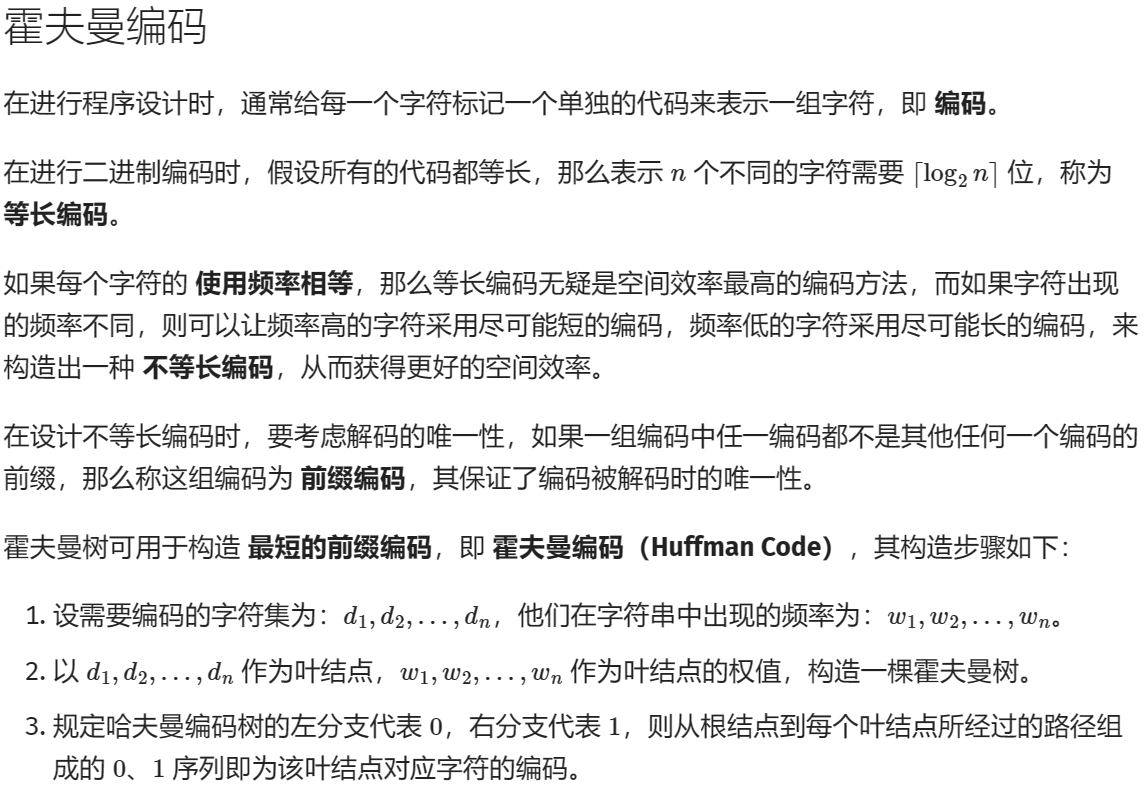 霍夫曼编码
在进行程序设计时，通常给每一个字符标记一个单独的代码来表示一组字符，即 编码。
在进行二进制编码时，假设所有的代码都等长，那么表示 n 个不同的字符需要 ⌈log₂ n⌉ 位，称为
等长编码。
如果每个字符的 使用频率相等，那么等长编码无疑是空间效率最高的编码方法，而如果字符出现
的频率不同，则可以让频率高的字符采用尽可能短的编码，频率低的字符采用尽可能长的编码，来
构造出一种 不等长编码，从而获得更好的空间效率。
在设计不等长编码时，要考虑解码的唯一性，如果一组编码中任一编码都不是其他任何一个编码的
前缀，那么称这组编码为 前缀编码，其保证了编码被解码时的唯一性。
霍夫曼树可用于构造 最短的前缀编码，即 霍夫曼编码（Huffman Code），其构造步骤如下：
1. 设需要编码的字符集为：d₁, d₂, …, dₙ，他们在字符串中出现的频率为：w₁, w₂, …, wₙ。
2. 以 d₁, d₂, …, dₙ 作为叶结点，w₁, w₂, …, wₙ 作为叶结点的权值，构造一棵霍夫曼树。
3. 规定哈夫曼编码树的左分支代表 0，右分支代表 1，则从根结点到每个叶结点所经过的路径组
成的 0、1 序列即为该叶结点对应字符的编码。